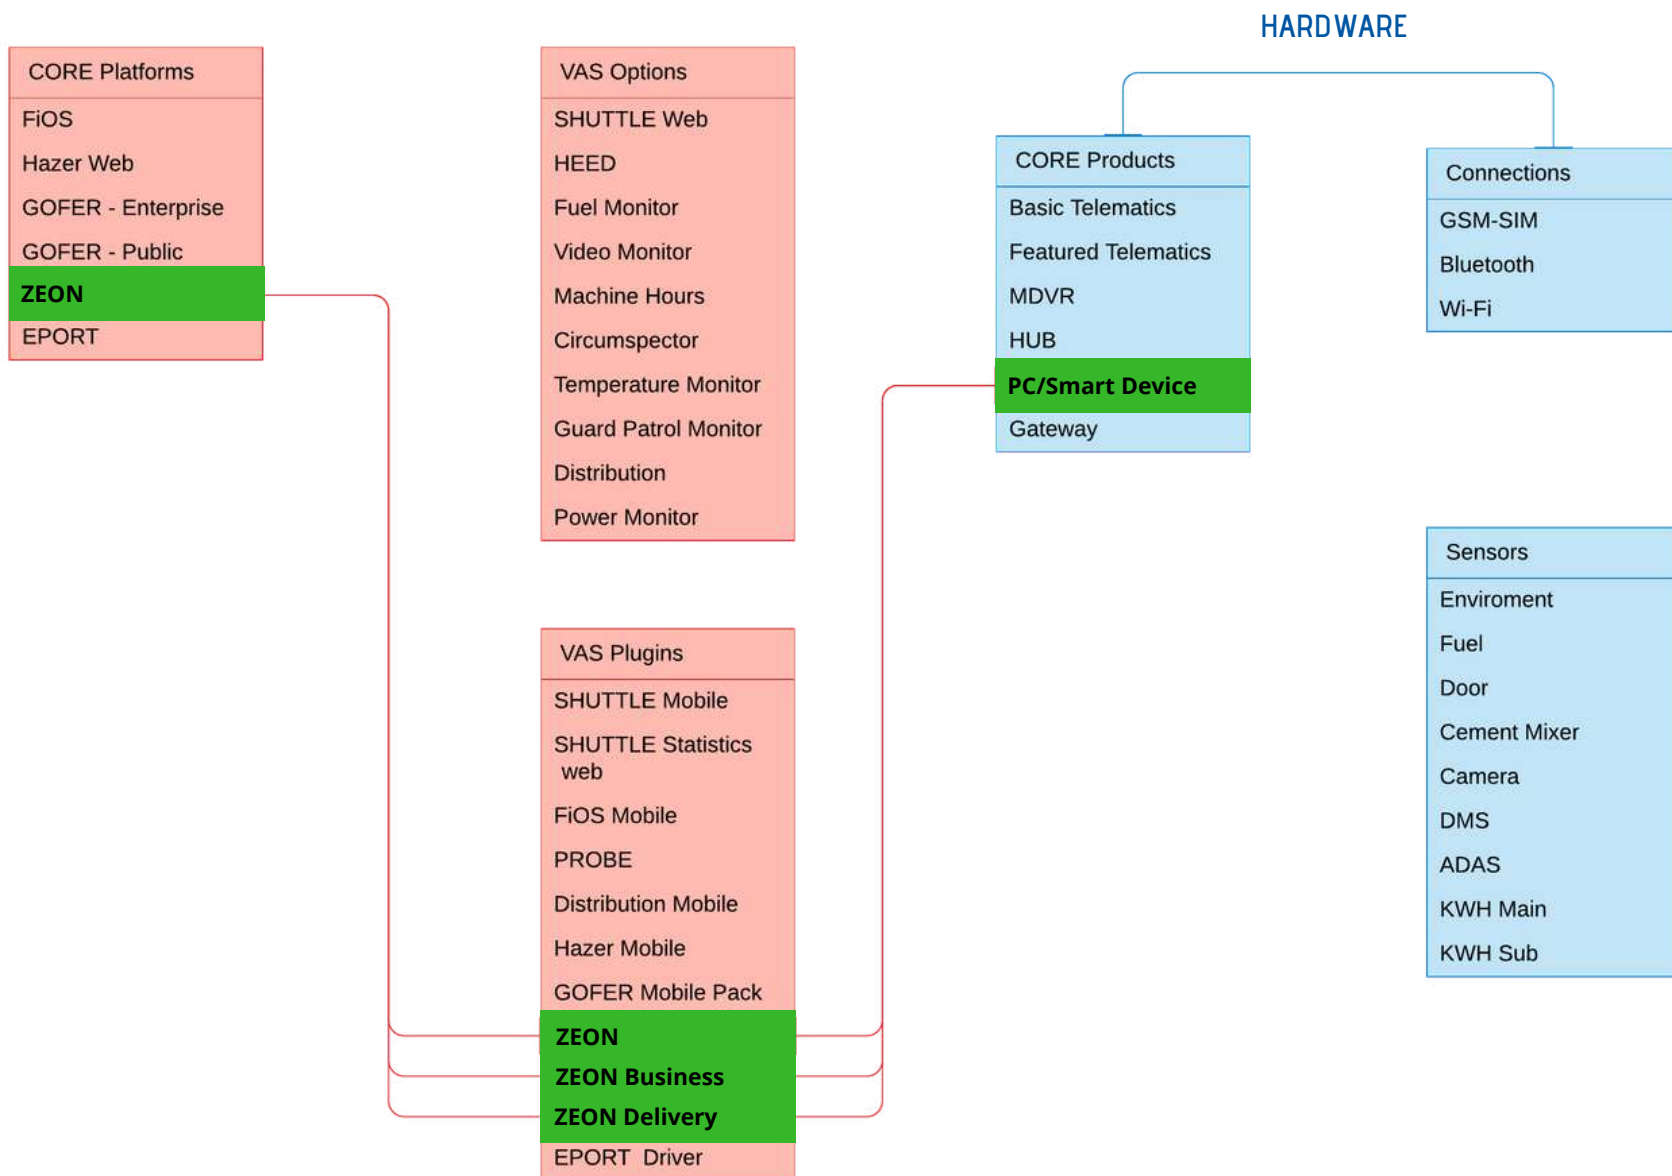 HARDWARE
CORE Platforms
FiOS
Hazer Web
GOFER - Enterprise
GOFER - Public
ZEON
EPORT
VAS Options
SHUTTLE Web
HEED
Fuel Monitor
Video Monitor
Machine Hours
Circumspector
Temperature Monitor
Guard Patrol Monitor
Distribution
Power Monitor
VAS Plugins
SHUTTLE Mobile
SHUTTLE Statistics
web
FiOS Mobile
PROBE
Distribution Mobile
Hazer Mobile
GOFER Mobile Pack
ZEON
ZEON Business
ZEON Delivery
EPORT Driver
CORE Products
Basic Telematics
Featured Telematics
MDVR
HUB
PC/Smart Device
Gateway
Connections
GSM-SIM
Bluetooth
Wi-Fi
Sensors
Enviroment
Fuel
Door
Cement Mixer
Camera
DMS
ADAS
KWH Main
KWH Sub